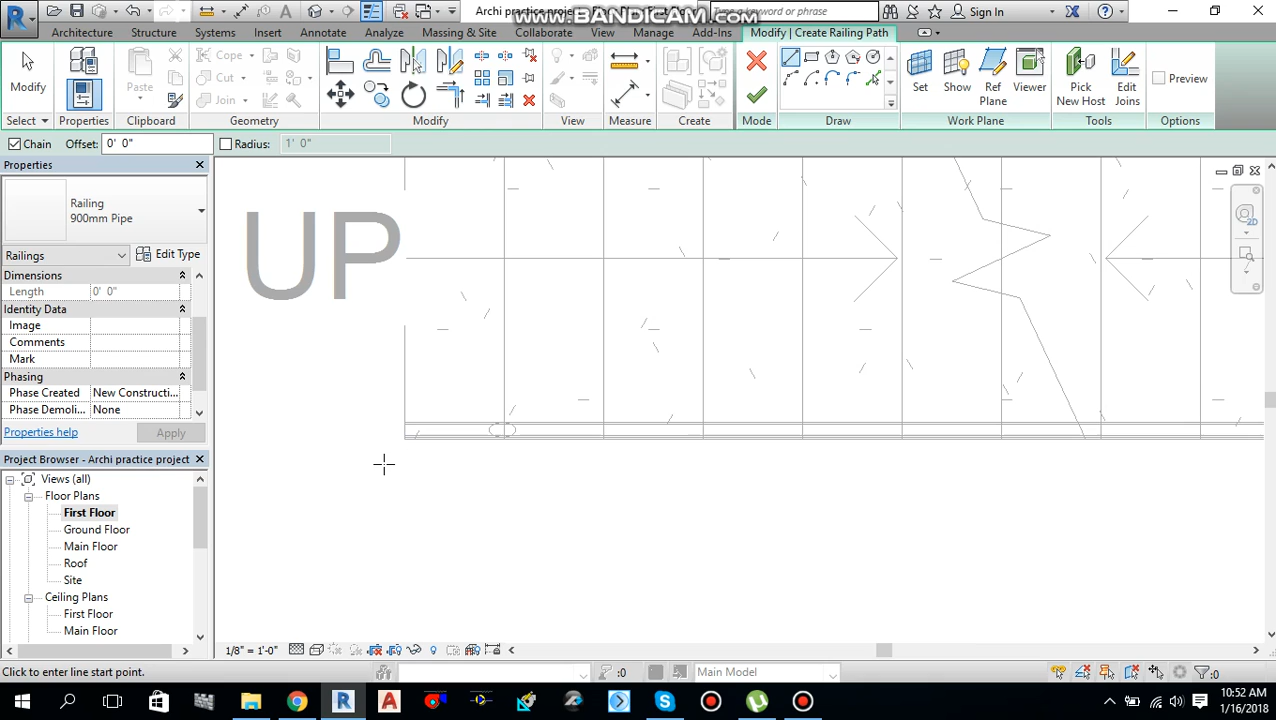 www.BANDICAM.com
Archi pr
or phrase
Sign In
Architecture Structure Systems Insert Annotate Analyze Massing & Site Collaborate View Manage Add-Ins Modify | Create Railing Path
Modify
Paste
Cope
Cut
Join
Set Show Ref Plane Viewer Pick New Host Edit Joins
Preview
Select Properties Clipboard Geometry Modify View Measure Create Mode Draw Work Plane Tools Options
Chain Offset: 0' 0" Radius: 1' 0"
Properties
Railing
900mm Pipe
Railings Edit Type
Dimensions
Length 0' 0"
Identity Data
Image
Comments
Mark
Phasing
Phase Created New Constructi...
Phase Demoli... None
Properties help Apply
Project Browser - Archi practice project
Views (all)
Floor Plans
First Floor
Ground Floor
Main Floor
Roof
Site
Ceiling Plans
First Floor
Main Floor
UP
2D
1/8" = 1'-0"
Click to enter line start point.
:0
Main Model
:0
10:52 AM
1/16/2018